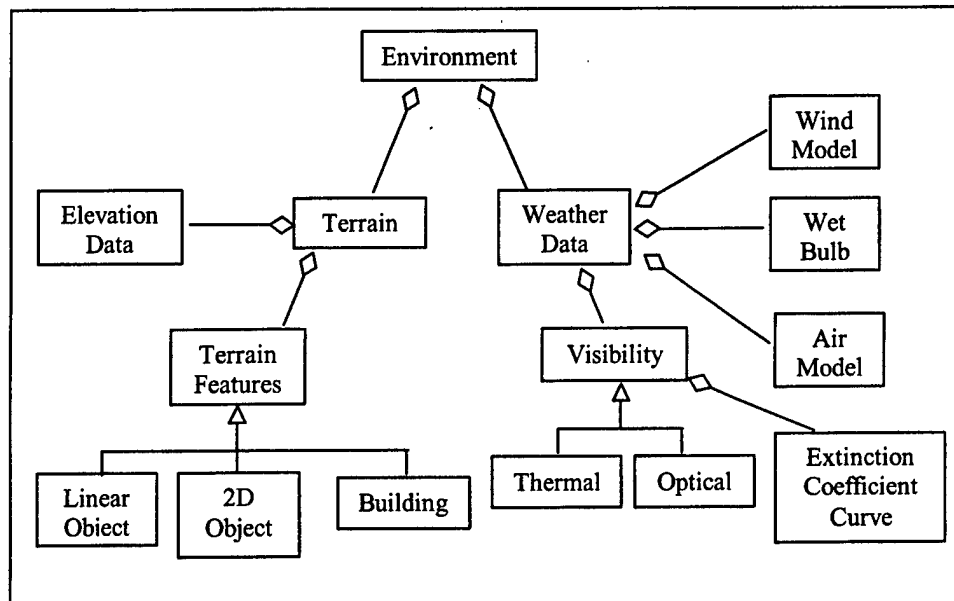 Environment
Wind
Model
Elevation
Data
Terrain
Weather
Data
Wet
Bulb
Terrain
Features
Visibility
Air
Model
Linear
Obiect
2D
Object
Building
Thermal
Optical
Extinction
Coefficient
Curve